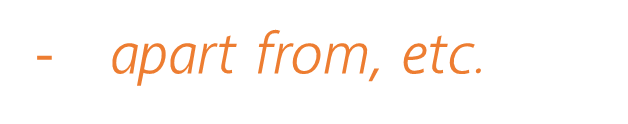 - apart from, etc.